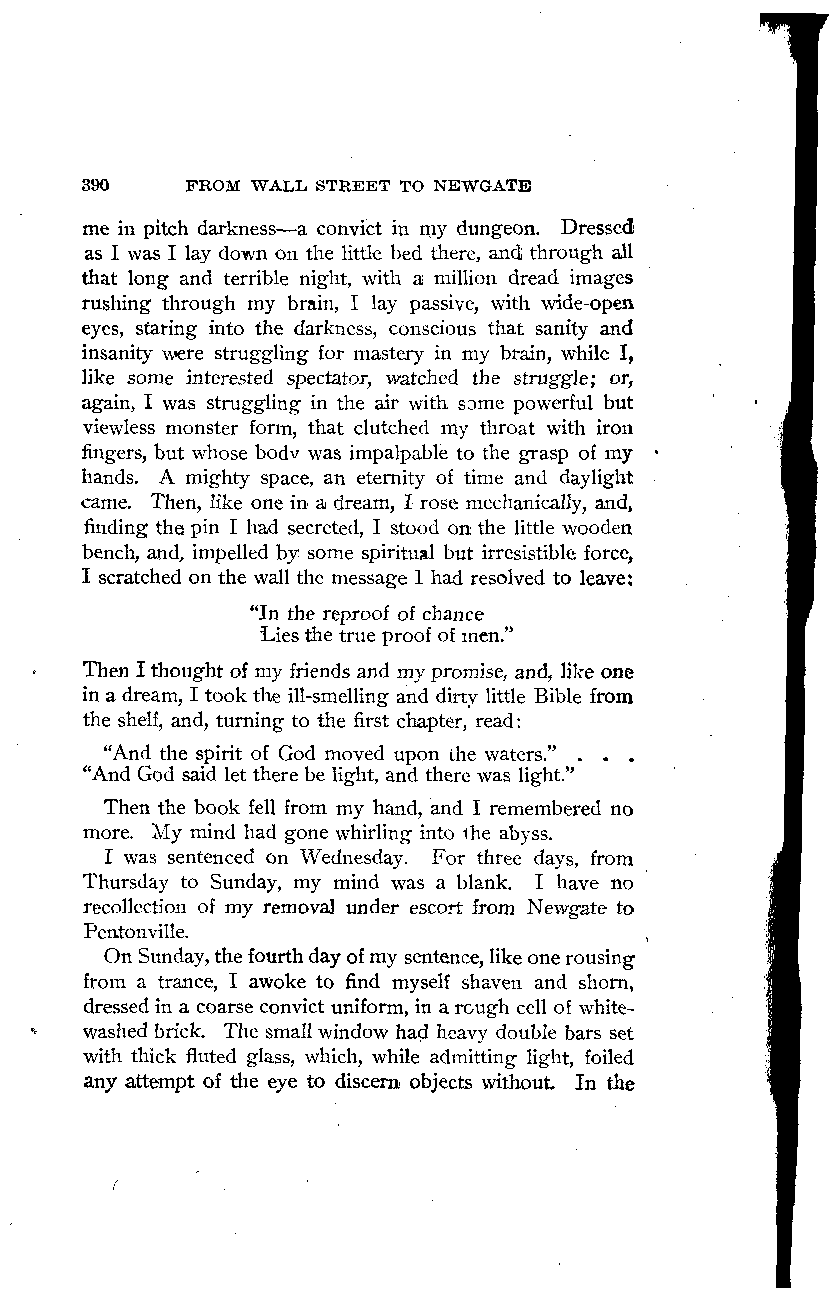 390 FROM WALL STREET TO NEWGATE
me in pitch darkness—a convict in my dungeon. Dressed
as I was I lay down on the little bed there, and through all
that long and terrible night, with a million dread images
rushing through my brain, I lay passive, with wide-open
eyes, staring into the darkness, conscious that sanity and
insanity were struggling for mastery in my brain, while I,
like some interested spectator, watched the struggle; or,
again, I was struggling in the air with some powerful but
viewless monster form, that clutched my throat with iron
fingers, but whose body was impalpable to the grasp of my
hands. A mighty space, an eternity of time and daylight
came. Then, like one in a dream, I rose mechanically, and,
finding the pin I had secreted, I stood on the little wooden
bench, and, impelled by some spiritual but irresistible force,
I scratched on the wall the message I had resolved to leave:
"In the reproof of chance
Lies the true proof of men."
Then I thought of my friends and my promise, and, like one
in a dream, I took the ill-smelling and dirty little Bible from
the shelf, and, turning to the first chapter, read:
"And the spirit of God moved upon the waters." . . .
"And God said let there be light, and there was light."
Then the book fell from my hand, and I remembered no
more. My mind had gone whirling into the abyss.
I was sentenced on Wednesday. For three days, from
Thursday to Sunday, my mind was a blank. I have no
recollection of my removal under escort from Newgate to
Pentonville.
On Sunday, the fourth day of my sentence, like one rousing
from a trance, I awoke to find myself shaven and shorn,
dressed in a coarse convict uniform, in a rough cell of white-
washed brick. The small window had heavy double bars set
with thick fluted glass, which, while admitting light, foiled
any attempt of the eye to discern objects without. In the